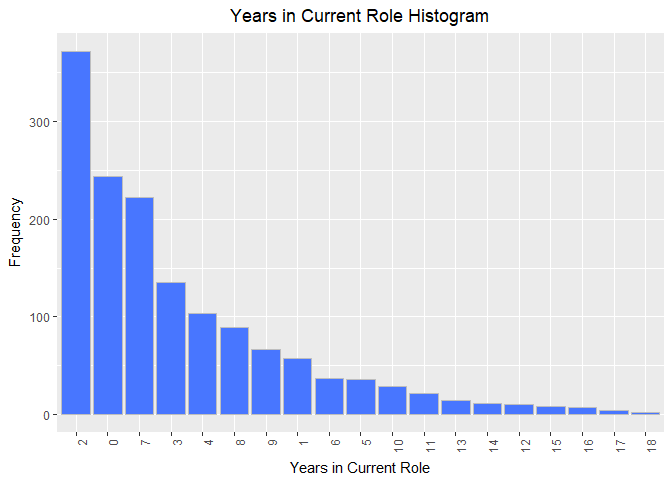 Years in Current Role Histogram
Frequency
300
200
100
0
2 0 7 3 4 8 9 1 6 5 10 11 13 14 12 15 16 17 18
Years in Current Role